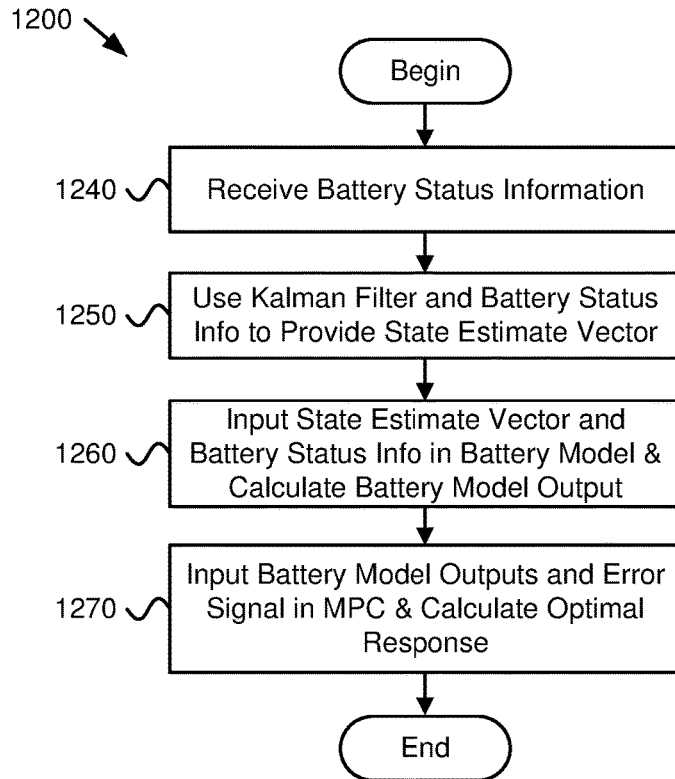 1200
Begin
1240
Receive Battery Status Information
1250
Use Kalman Filter and Battery Status
Info to Provide State Estimate Vector
1260
Input State Estimate Vector and
Battery Status Info in Battery Model &
Calculate Battery Model Output
1270
Input Battery Model Outputs and Error
Signal in MPC & Calculate Optimal
Response
End